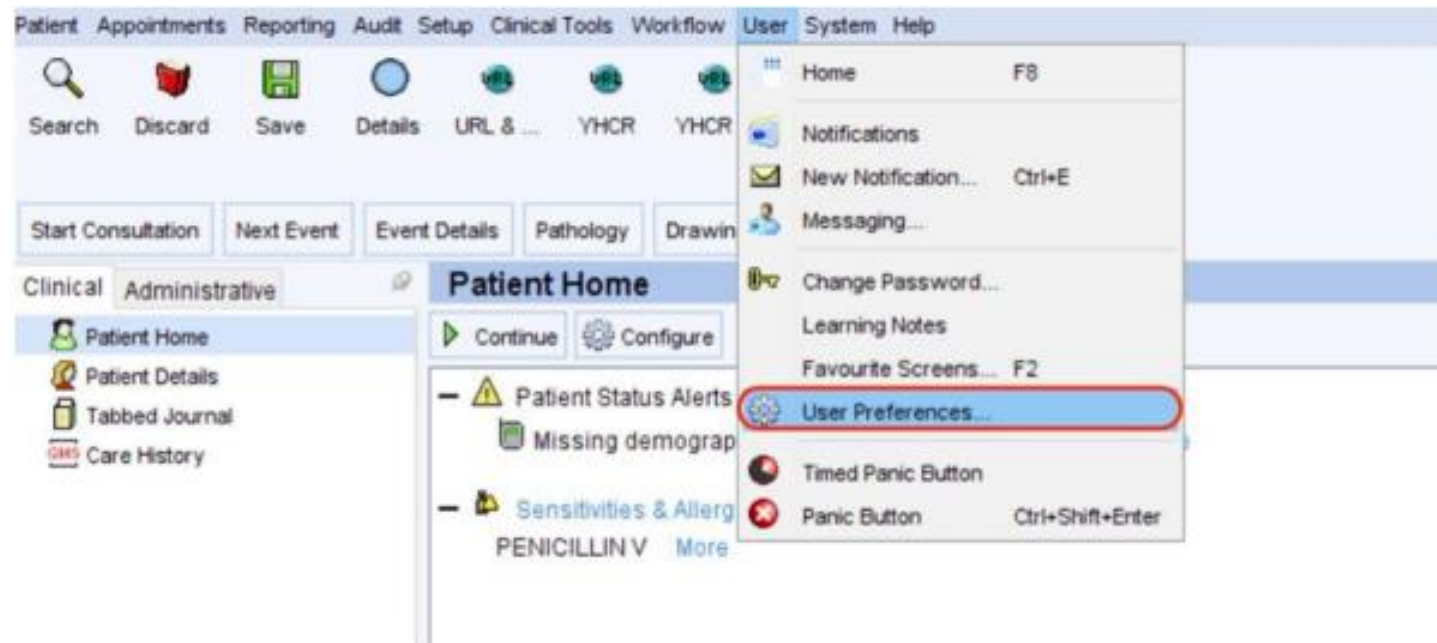 Patient Appointments Reporting Audit Setup Clinical Tools Workflow User System Help
Search Discard Save Details URL & ... YHCR YHCR
Start Consultation Next Event Event Details Pathology Drawin
Home F8
Notifications
New Notification... Ctrl+E
Messaging...
Change Password...
Learning Notes
Favourite Screens... F2
User Preferences...
Timed Panic Button
Panic Button Ctrl+Shift+Enter
Clinical Administrative
Patient Home
Patient Details
Tabbed Journal
GMS Care History
Patient Home
Continue Configure
Patient Status Alerts
Missing demograp
Sensitivities & Allerg
PENICILLIN V More